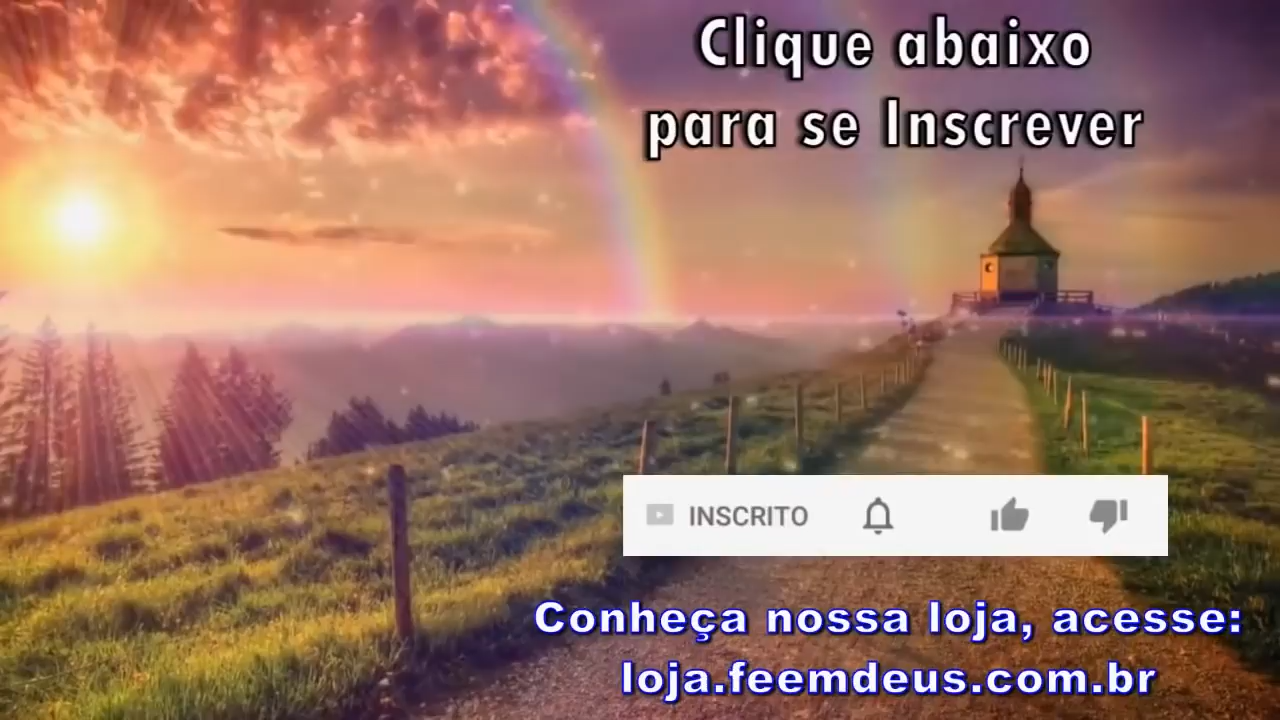 Clique abaixo
para se Inscrever
INSCRITO
Conheça nossa loja, acesse:
loja.feemdeus.com.br